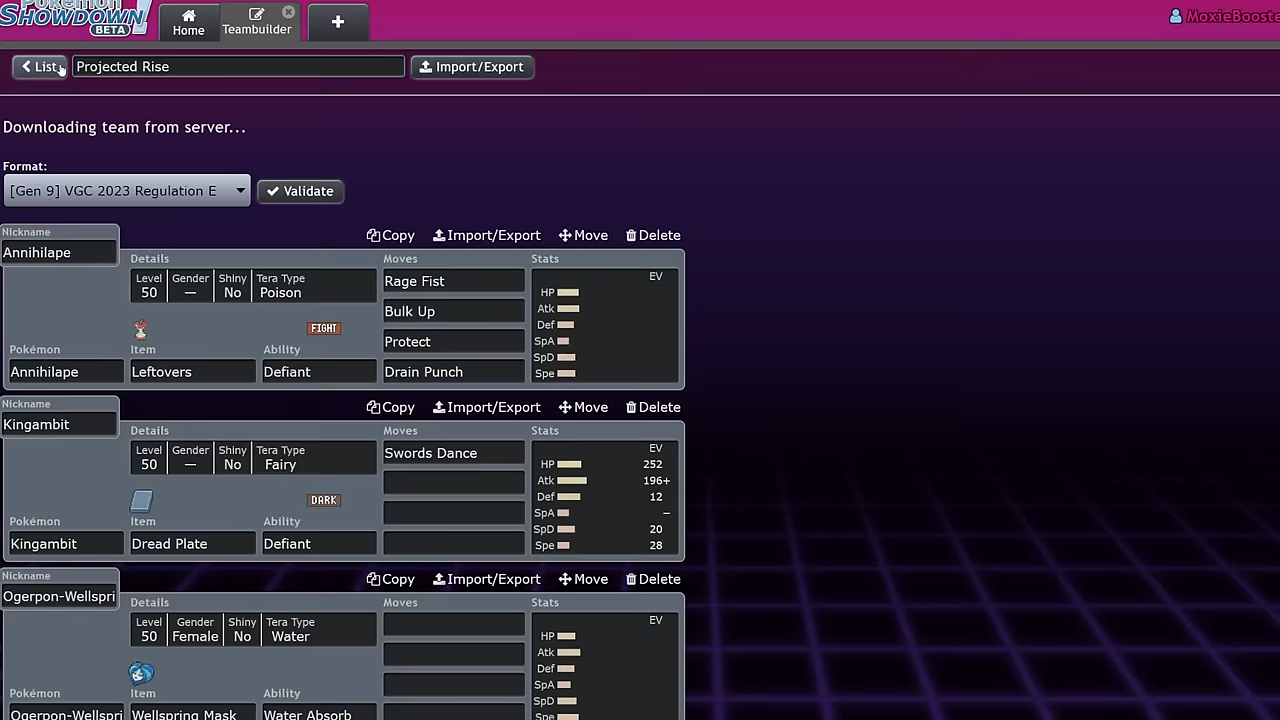 Pokémon
SHOWDOWN!
BETA
Home
Teambuilder
MoxieBooste
List
Projected Rise
Import/Export
Downloading team from server...
Format:
[Gen 9] VGC 2023 Regulation E
Validate
Nickname
Annihilape
Copy Import/Export Move Delete
Details Moves Stats
Level Gender Shiny Tera Type
50 — No Poison
Rage Fist
Bulk Up
Protect
Drain Punch
EV
HP
Atk
Def
SpA
SpD
Spe
FIGHT
Pokémon Item Ability
Annihilape Leftovers Defiant
Nickname
Kingambit
Copy Import/Export Move Delete
Details Moves Stats
Level Gender Shiny Tera Type
50 — No Fairy
Swords Dance
EV
HP 252
Atk 196+
Def 12
SpA –
SpD 20
Spe 28
DARK
Pokémon Item Ability
Kingambit Dread Plate Defiant
Nickname
Ogerpon-Wellspri
Copy Import/Export Move Delete
Details Moves Stats
Level Gender Shiny Tera Type
50 Female No Water
EV
HP
Atk
Def
SpA
SpD
Spe
Pokémon Item Ability
Ogerpon-Wellspri Wellspring Mask Water Absorb